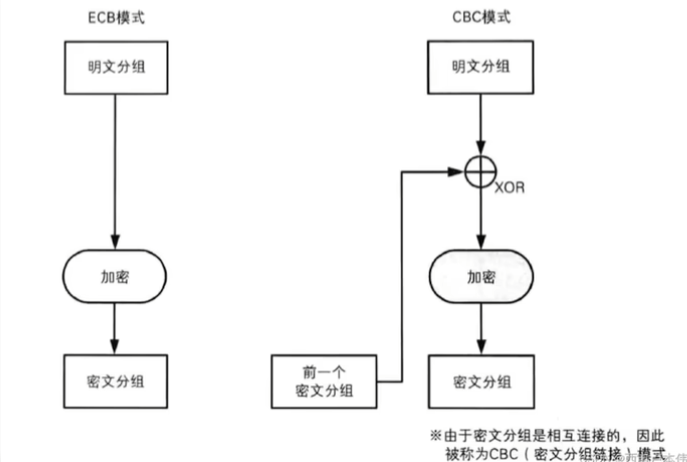 ECB模式
CBC模式
明文分组
明文分组
XOR
加密
加密
密文分组
前一个
密文分组
密文分组
※由于密文分组是相互连接的，因此
被称为CBC（密文分组链接）模式